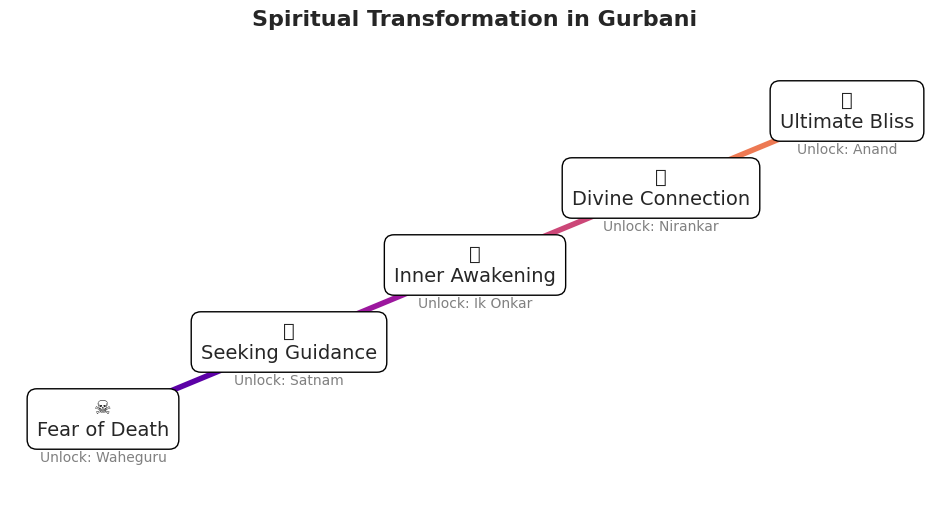 Spiritual Transformation in Gurbani
Ultimate Bliss
Unlock: Anand
Divine Connection
Unlock: Nirankar
Inner Awakening
Unlock: Ik Onkar
Seeking Guidance
Unlock: Satnam
☠
Fear of Death
Unlock: Waheguru